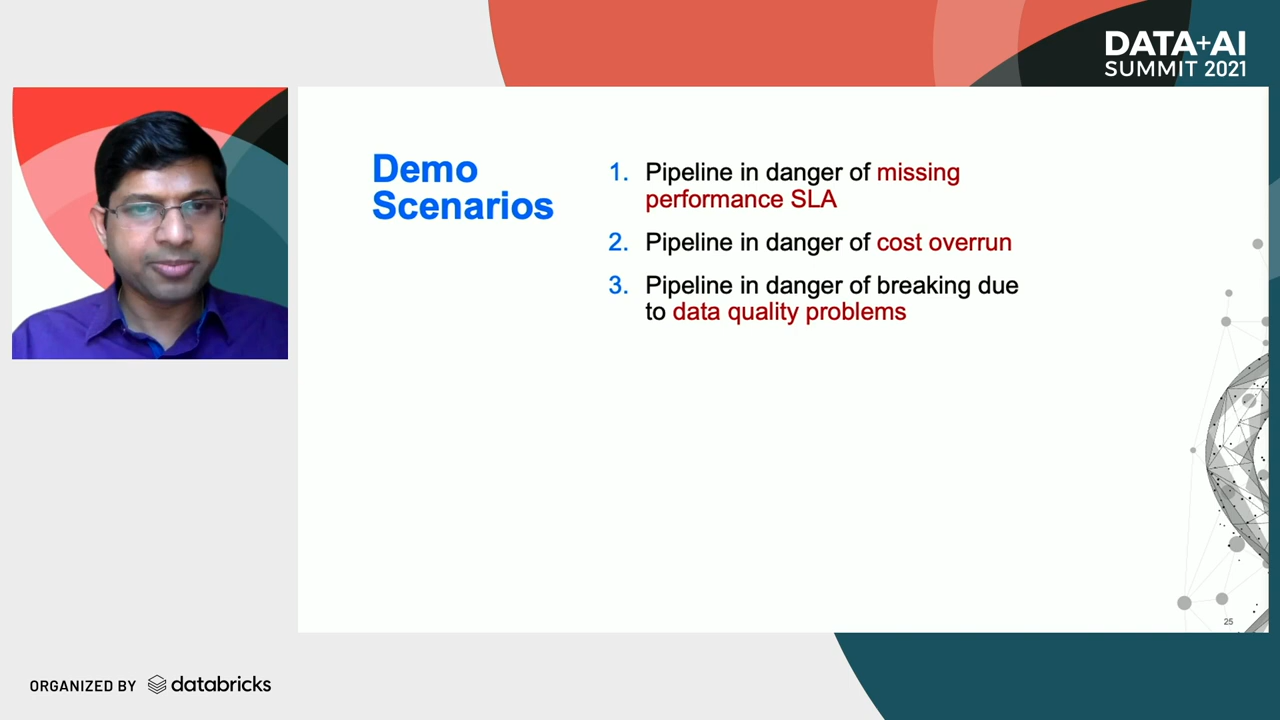 DATA+AI
SUMMIT 2021
Demo
Scenarios
1. Pipeline in danger of missing
performance SLA
2. Pipeline in danger of cost overrun
3. Pipeline in danger of breaking due
to data quality problems
25
ORGANIZED BY databricks